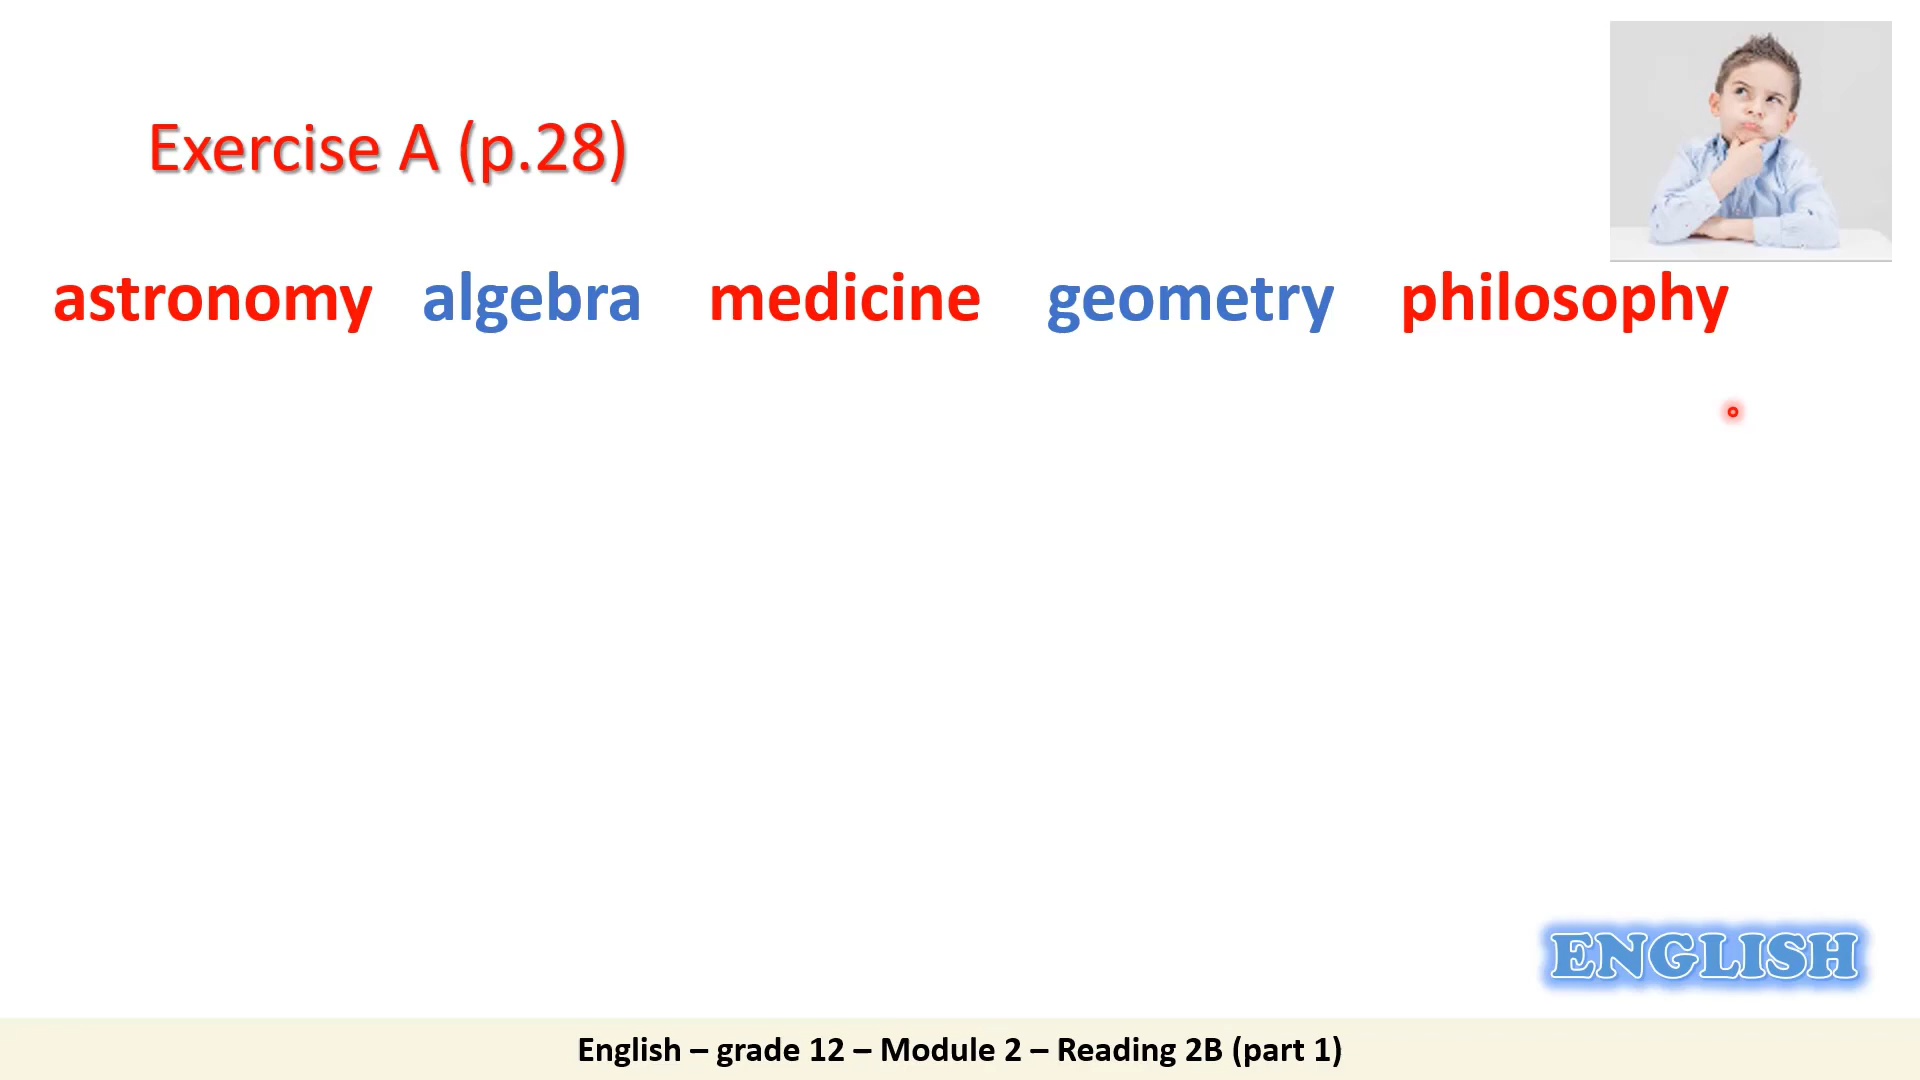 Exercise A (p.28)
astronomy algebra medicine geometry philosophy
ENGLISH
English – grade 12 – Module 2 – Reading 2B (part 1)